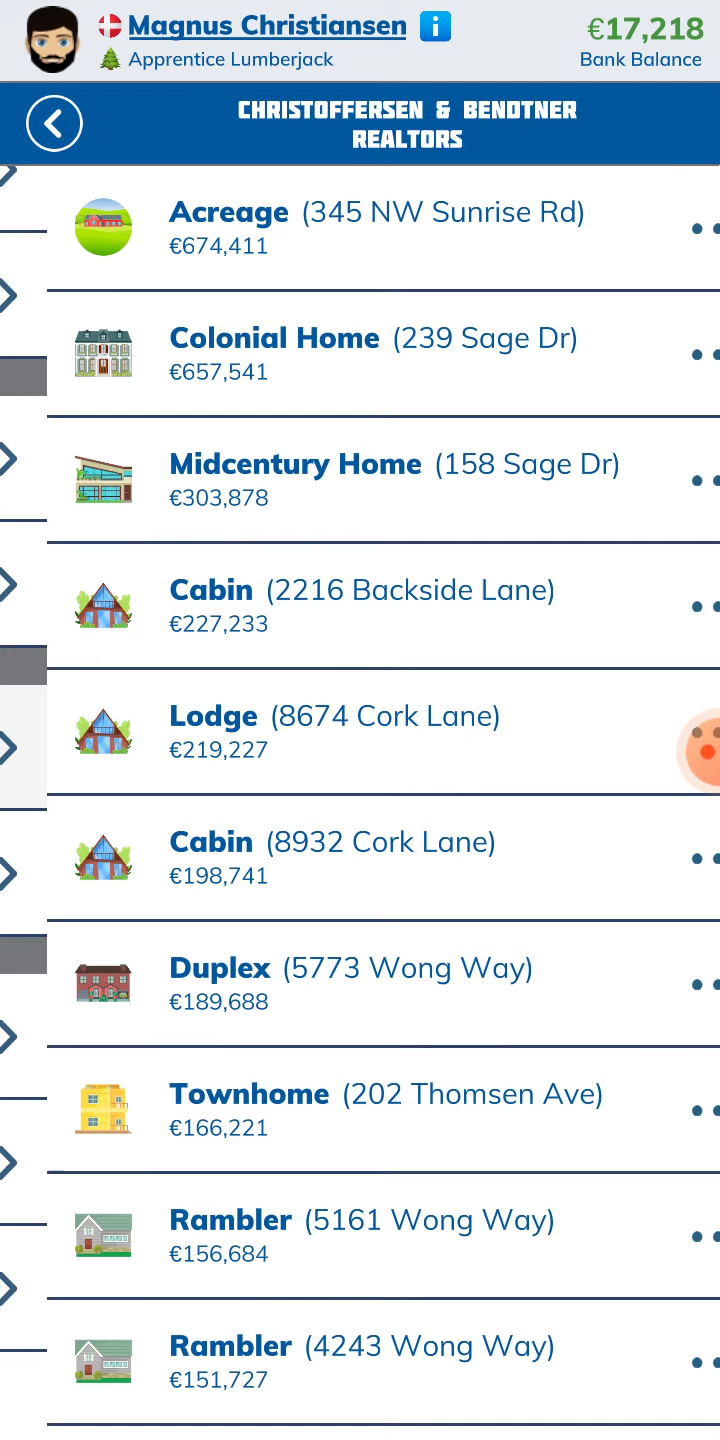 Magnus Christiansen
€17,218
Apprentice Lumberjack
Bank Balance
CHRISTOFFERSEN & BENDTNER
REALTORS
Acreage (345 NW Sunrise Rd)
€674,411
Colonial Home (239 Sage Dr)
€657,541
Midcentury Home (158 Sage Dr)
€303,878
Cabin (2216 Backside Lane)
€227,233
Lodge (8674 Cork Lane)
€219,227
Cabin (8932 Cork Lane)
€198,741
Duplex (5773 Wong Way)
€189,688
Townhome (202 Thomsen Ave)
€166,221
Rambler (5161 Wong Way)
€156,684
Rambler (4243 Wong Way)
€151,727